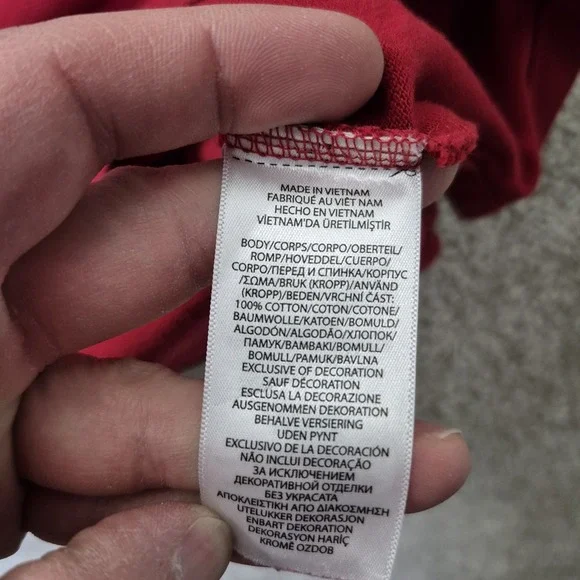 MADE IN VIETNAM
FABRIQUÉ AU VIÊT NAM
HECHO EN VIETNAM
VIETNAM'DA ÜRETİLMİŞTİR
BODY/CORPS/CORPO/OBERTEIL/
ROMP/HOVEDDEL/CUERPO/
CORPO/ПЕРЕД И СПИНКА/КОРПУС
/ΣΩΜΑ/BRUK (KROPP)/ANVÄND
(KROPP)/BEDEN/VRCHNÍ ČÁST:
100% COTTON/COTON/COTONE/
BAUMWOLLE/KATOEN/BOMULD/
ALGODÓN/ALGODÃO/ХЛОПОК/
ПАМУК/ΒΑΜΒΑΚΙ/BOMULL/
BOMULL/PAMUK/BAVLNA
EXCLUSIVE OF DECORATION
SAUF DÉCORATION
ESCLUSA LA DECORAZIONE
AUSGENOMMEN DEKORATION
BEHALVE VERSIERING
UDEN PYNT
EXCLUSIVO DE LA DECORACIÓN
NÃO INCLUI DECORAÇÃO
ЗА ИСКЛЮЧЕНИЕМ
ДЕКОРАТИВНОЙ ОТДЕЛКИ
БЕЗ УКРАСАТА
ΑΠΟΚΛΕΙΣΤΙΚΗ ΑΠΟ ΔΙΑΚΟΣΜΗΣΗ
UTELUKKER DEKORASJON
ENBART DEKORATION
DEKORASYON HARİÇ
KROMĚ OZDOB